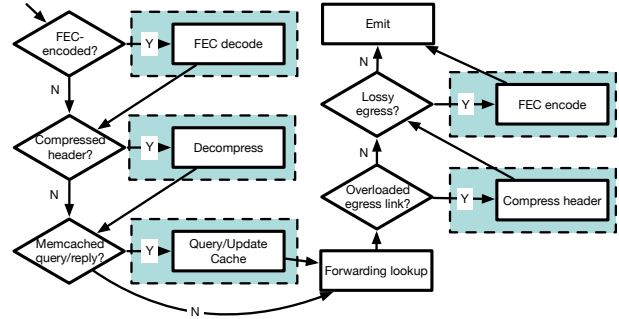 FEC-
encoded?
Y
FEC decode
N
Compressed
header?
Y
Decompress
N
Memcached
query/reply?
Y
Query/Update
Cache
N
Forwarding lookup
Overloaded
egress link?
Y
Compress header
N
Lossy
egress?
Y
FEC encode
N
Emit